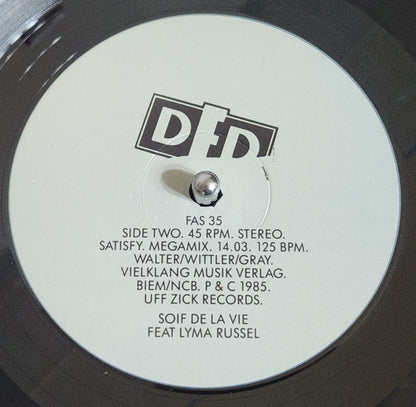 DFD
FAS 35
SIDE TWO. 45 RPM. STEREO.
SATISFY. MEGAMIX. 14.03. 125 BPM.
WALTER/WITTLER/GRAY.
VIELKLANG MUSIK VERLAG.
BIEM/NCB. P & C 1985.
UFF ZICK RECORDS.
SOIF DE LA VIE
FEAT LYMA RUSSEL